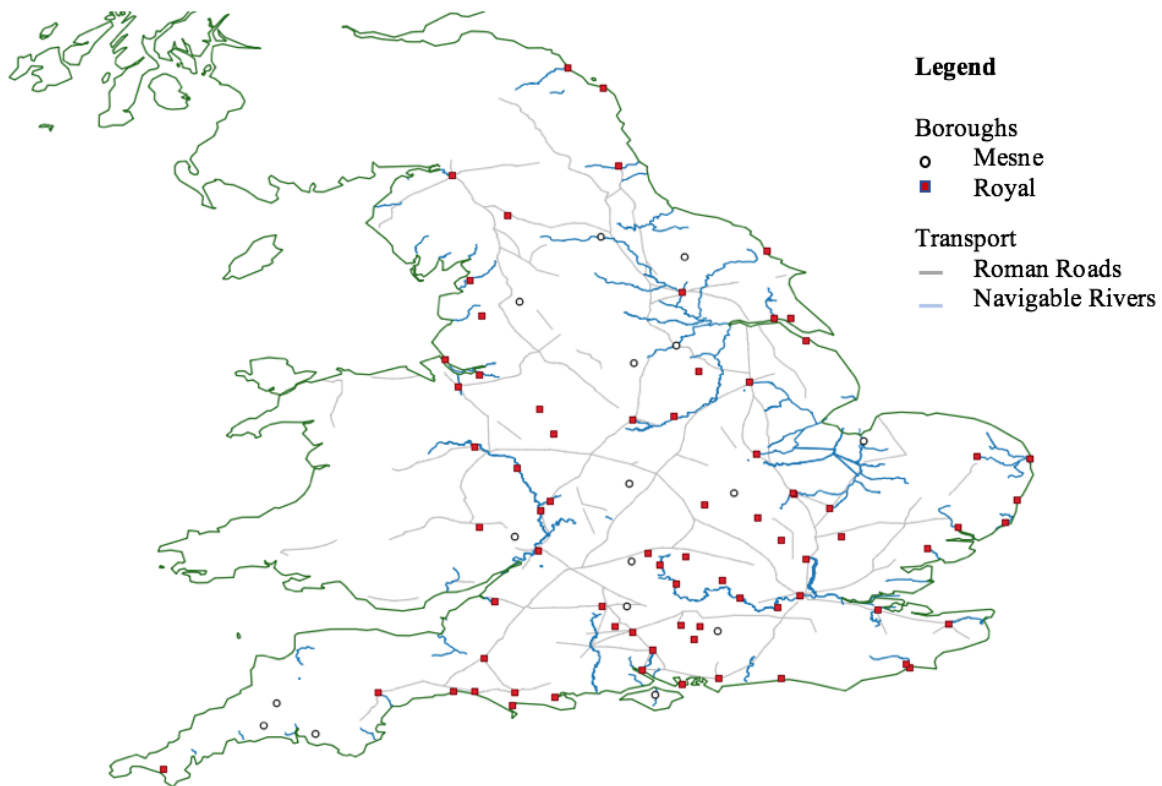 Legend
Boroughs
Mesne
Royal
Transport
Roman Roads
Navigable Rivers